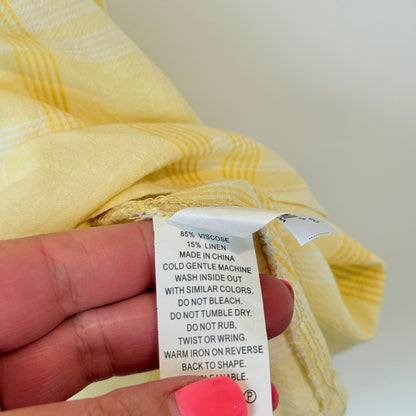 85% VISCOSE
15% LINEN
MADE IN CHINA
COLD GENTLE MACHINE
WASH INSIDE OUT
WITH SIMILAR COLORS.
DO NOT BLEACH.
DO NOT TUMBLE DRY.
DO NOT RUB,
TWIST OR WRING.
WARM IRON ON REVERSE
BACK TO SHAPE.
CLEANABLE.
P